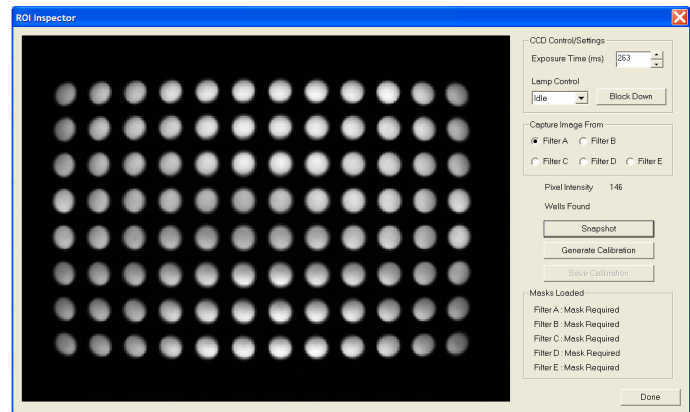 ROI Inspector
CCD Control/Settings
Exposure Time (ms) 263
Lamp Control
Idle Block Down
Capture Image From
Filter A Filter B
Filter C Filter D Filter E
Pixel Intensity 146
Wells Found
Snapshot
Generate Calibration
Save Calibration
Masks Loaded
Filter A : Mask Required
Filter B : Mask Required
Filter C : Mask Required
Filter D : Mask Required
Filter E : Mask Required
Done